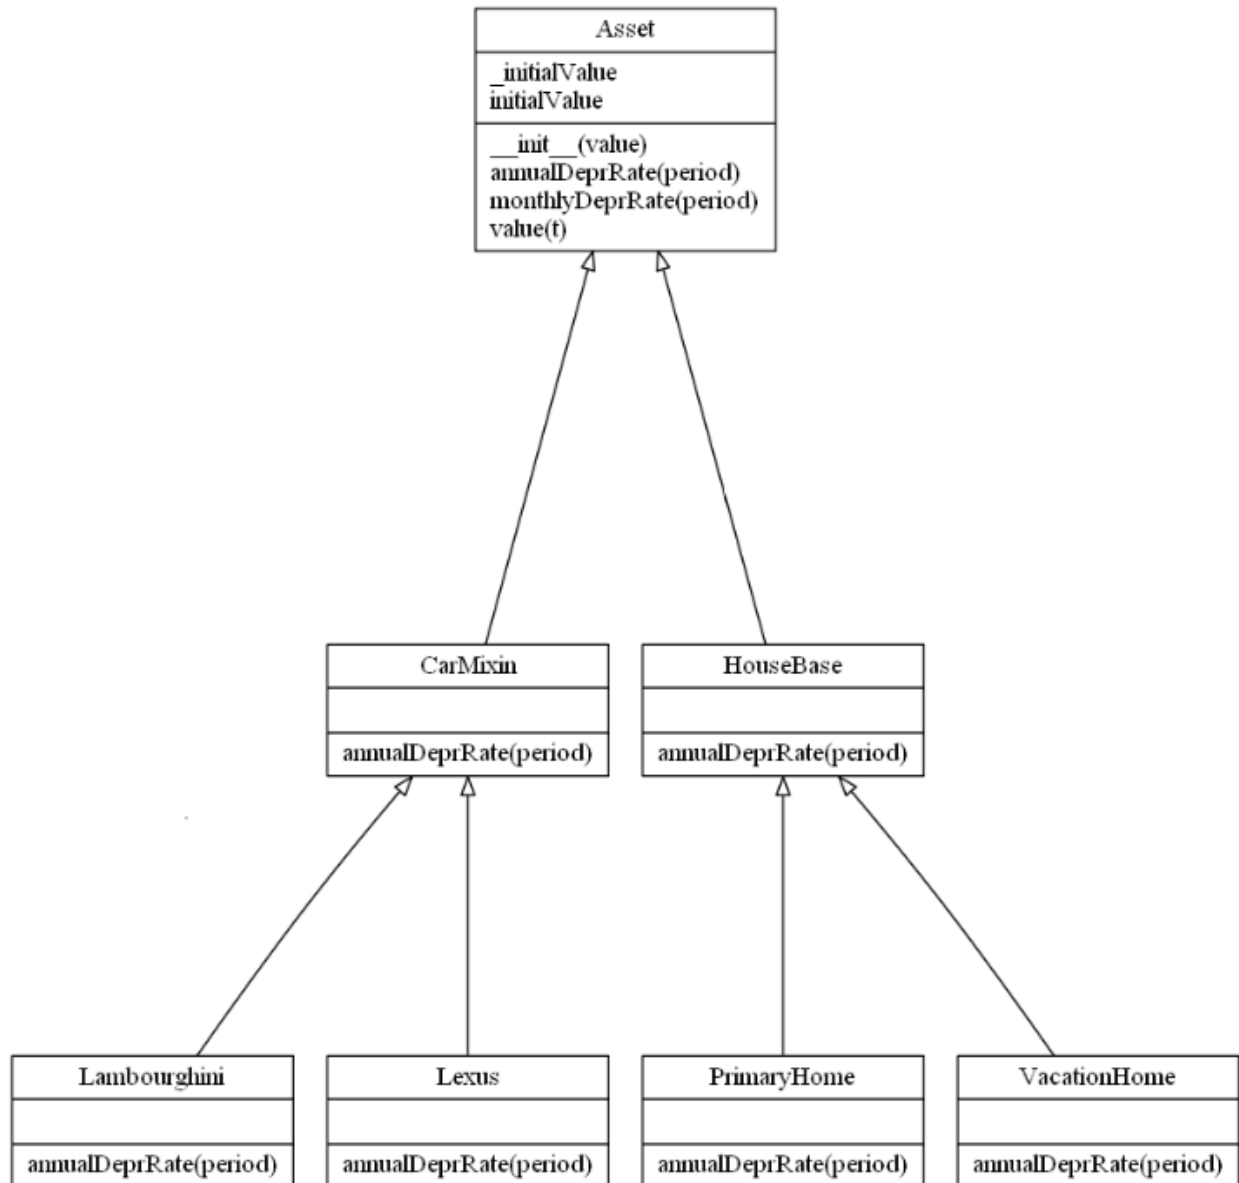 Asset
_initialValue
initialValue
__init__(value)
annualDeprRate(period)
monthlyDeprRate(period)
value(t)
CarMixin
annualDeprRate(period)
HouseBase
annualDeprRate(period)
Lambourghini
annualDeprRate(period)
Lexus
annualDeprRate(period)
PrimaryHome
annualDeprRate(period)
VacationHome
annualDeprRate(period)